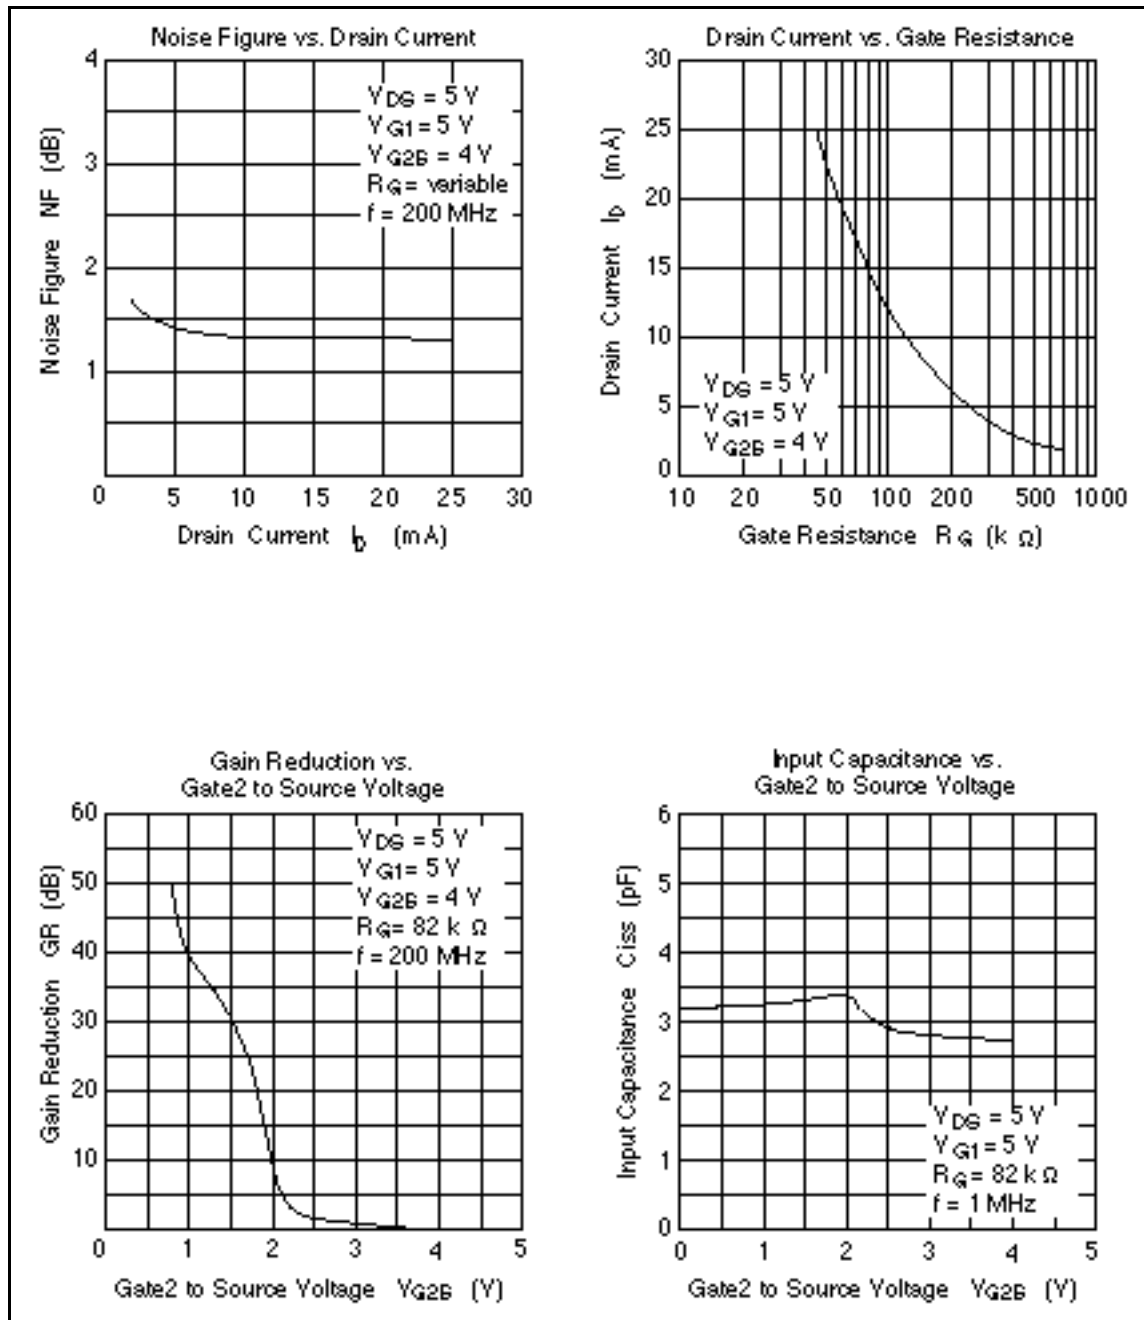 Noise Figure vs. Drain Current
4
3
2
1
Noise Figure NF (dB)
V DS = 5 V
V G1 = 5 V
V G2S = 4 V
R G = variable
f = 200 MHz
0 5 10 15 20 25 30
Drain Current I D (mA)
Drain Current vs. Gate Resistance
30
25
20
15
10
5
0
Drain Current I D (mA)
V DS = 5 V
V G1 = 5 V
V G2S = 4 V
10 20 50 100 200 500 1000
Gate Resistance R G (k Ω)
Gain Reduction vs.
Gate2 to Source Voltage
60
50
40
30
20
10
Gain Reduction GR (dB)
V DS = 5 V
V G1 = 5 V
V G2S = 4 V
R G = 82 k Ω
f = 200 MHz
0 1 2 3 4 5
Gate2 to Source Voltage V G2S (V)
Input Capacitance vs.
Gate2 to Source Voltage
6
5
4
3
2
1
0
Input Capacitance Ciss (pF)
V DS = 5 V
V G1 = 5 V
R G = 82 k Ω
f = 1 MHz
0 1 2 3 4 5
Gate2 to Source Voltage V G2S (V)